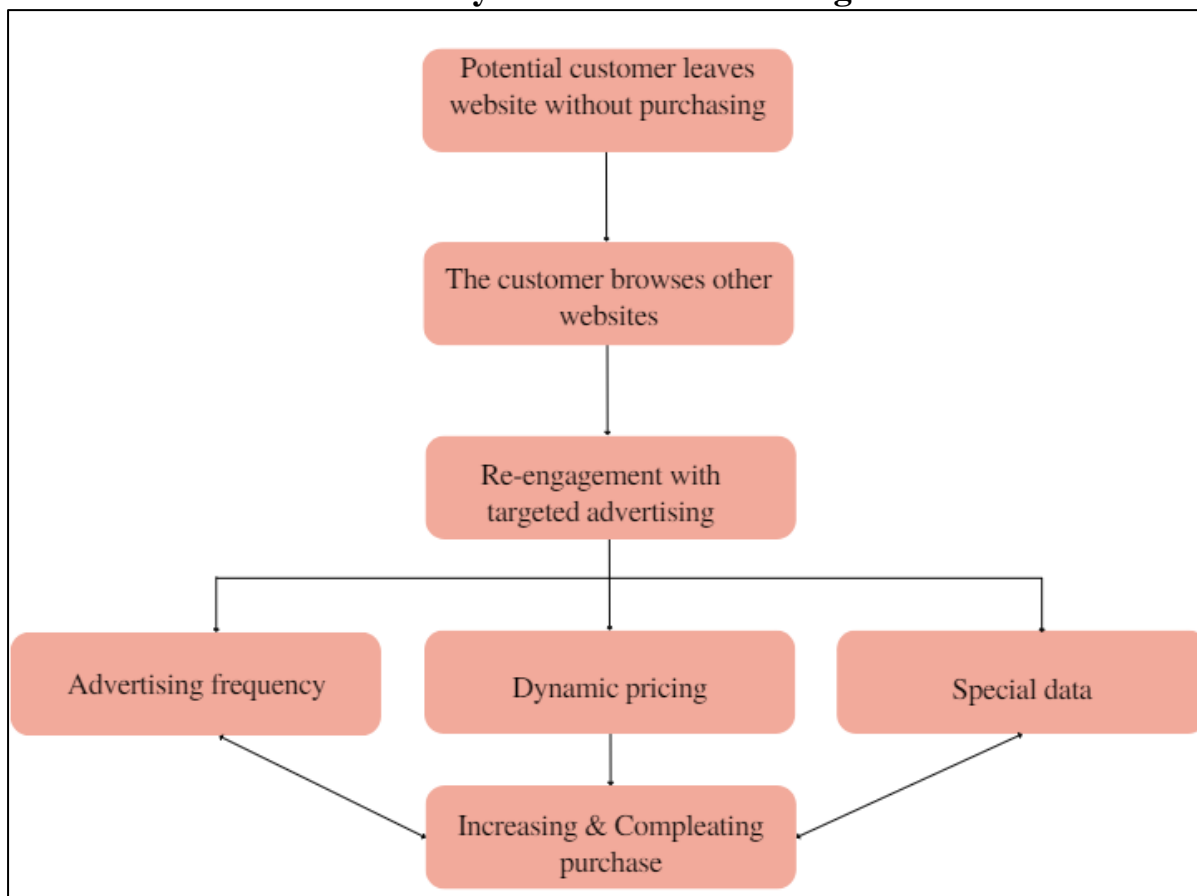 Potential customer leaves
website without purchasing
The customer browses other
websites
Re-engagement with
targeted advertising
Advertising frequency
Dynamic pricing
Special data
Increasing & Compleating
purchase